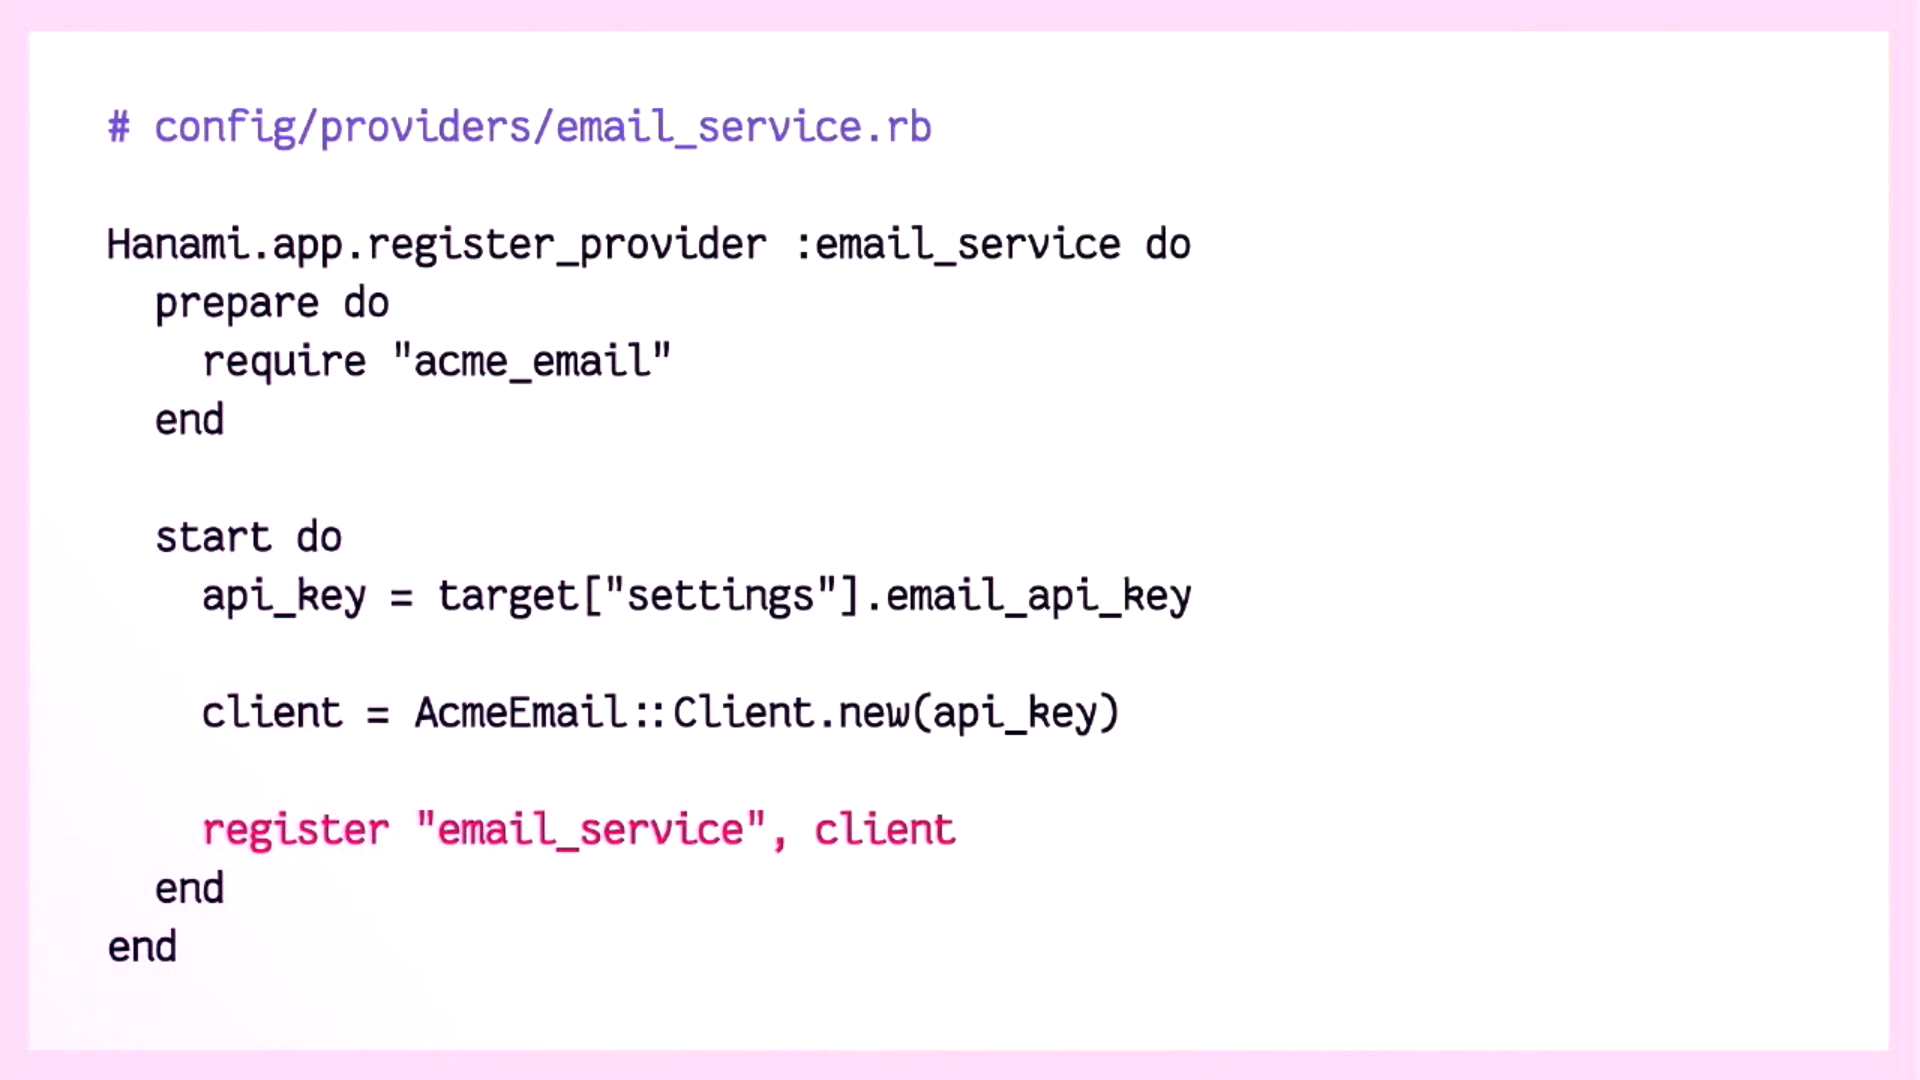 # config/providers/email_service.rb
Hanami.app.register_provider :email_service do
prepare do
require "acme_email"
end
start do
api_key = target["settings"].email_api_key
client = AcmeEmail::Client.new(api_key)
register "email_service", client
end
end